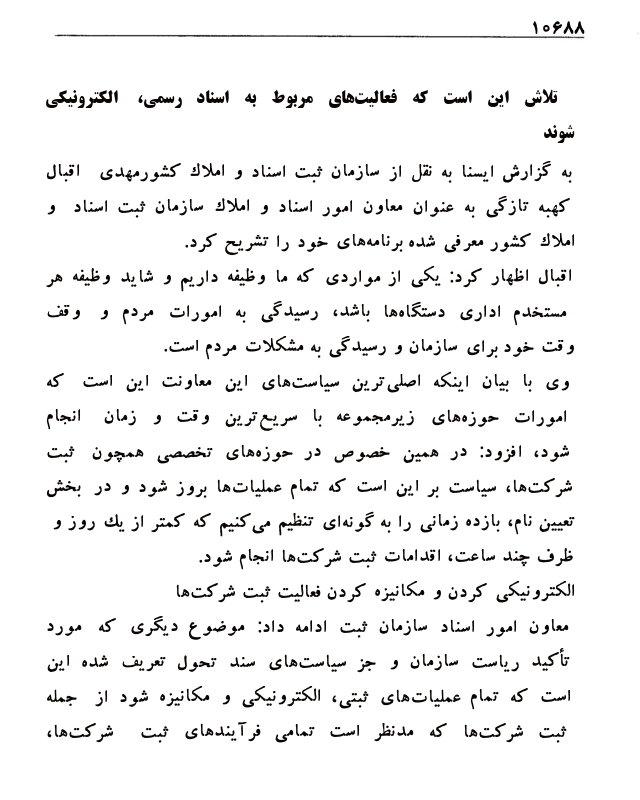 ۱۰۶۸۸
تلاش این است که فعالیت‌های مربوط به اسناد رسمی، الکترونیکی
شوند
به گزارش ایسنا به نقل از سازمان ثبت اسناد و املاك کشورمهدی اقبال
کهبه تازگی به عنوان معاون امور اسناد و املاك سازمان ثبت اسناد و
املاك کشور معرفی شده برنامه‌های خود را تشریح کرد.
اقبال اظهار کرد: یکی از مواردی که ما وظیفه داریم و شاید وظیفه هر
مستخدم اداری دستگاه‌ها باشد، رسیدگی به امورات مردم و وقف
وقت خود برای سازمان و رسیدگی به مشکلات مردم است.
وی با بیان اینکه اصلی‌ترین سیاست‌های این معاونت این است که
امورات حوزه‌های زیرمجموعه با سریع‌ترین وقت و زمان انجام
شود، افزود: در همین خصوص در حوزه‌های تخصصی همچون ثبت
شرکت‌ها، سیاست بر این است که تمام عملیات‌ها بروز شود و در بخش
تعیین نام، بازده زمانی را به گونه‌ای تنظیم می‌کنیم که کمتر از یك روز و
ظرف چند ساعت، اقدامات ثبت شرکت‌ها انجام شود.
الکترونیکی کردن و مکانیزه کردن فعالیت ثبت شرکت‌ها
معاون امور اسناد سازمان ثبت ادامه داد: موضوع دیگری که مورد
تأکید ریاست سازمان و جز سیاست‌های سند تحول تعریف شده این
است که تمام عملیات‌های ثبتی، الکترونیکی و مکانیزه شود از جمله
ثبت شرکت‌ها که مدنظر است تمامی فرآیندهای ثبت شرکت‌ها،